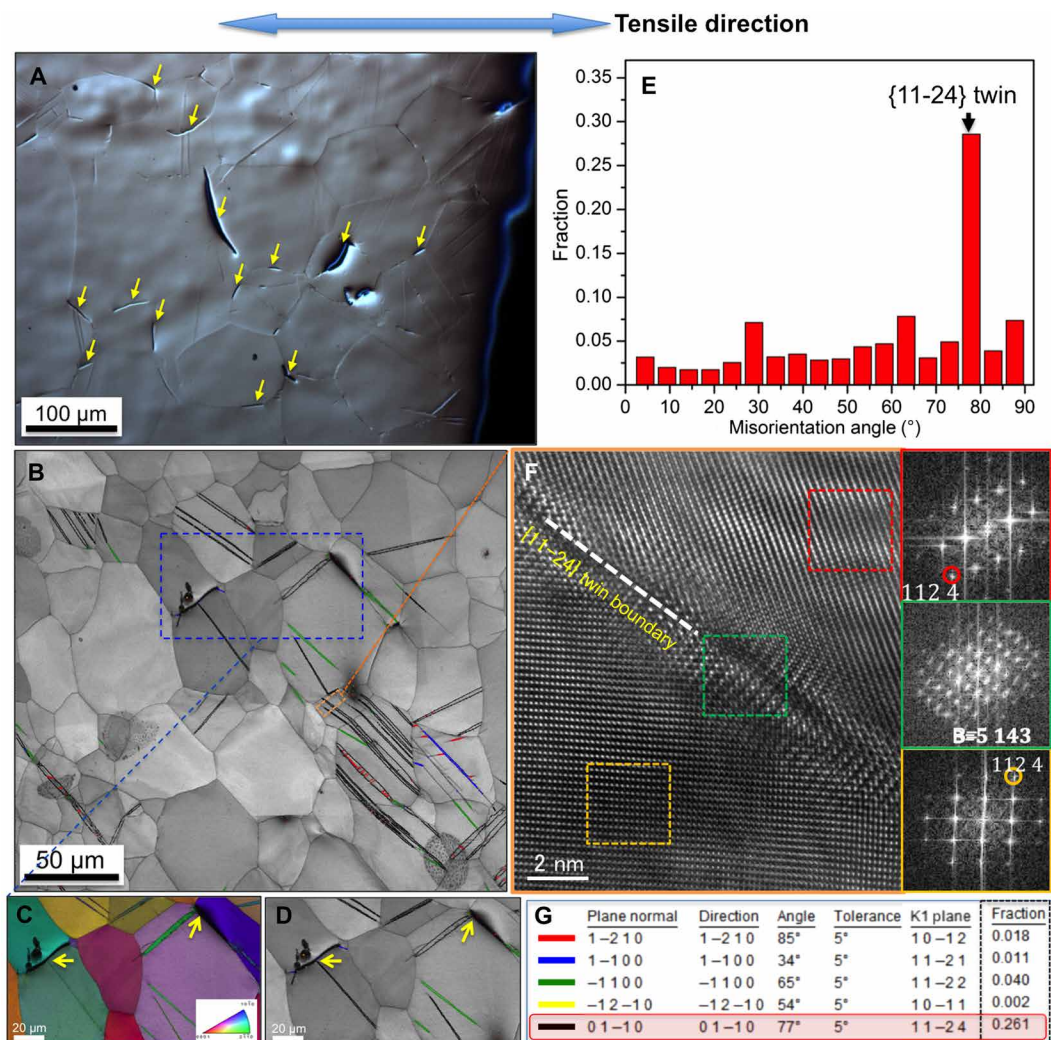 Tensile direction
A
100 µm
E
{11-24} twin
0.35
0.30
0.25
0.20
0.15
0.10
0.05
0.00
Fraction
0 10 20 30 40 50 60 70 80 90
Misorientation angle (°)
B
50 µm
F
{11–24} twin boundary
2 nm
112 4
B=5 143
112 4
C
20 µm
D
20 µm
G
Plane normal Direction Angle Tolerance K1 plane Fraction
1 –2 1 0 1 –2 1 0 85° 5° 1 0 –1 2 0.018
1 –1 0 0 1 –1 0 0 34° 5° 1 1 –2 1 0.011
–1 1 0 0 –1 1 0 0 65° 5° 1 1 –2 2 0.040
–1 2 –1 0 –1 2 –1 0 54° 5° 1 0 –1 1 0.002
0 1 –1 0 0 1 –1 0 77° 5° 1 1 –2 4 0.261